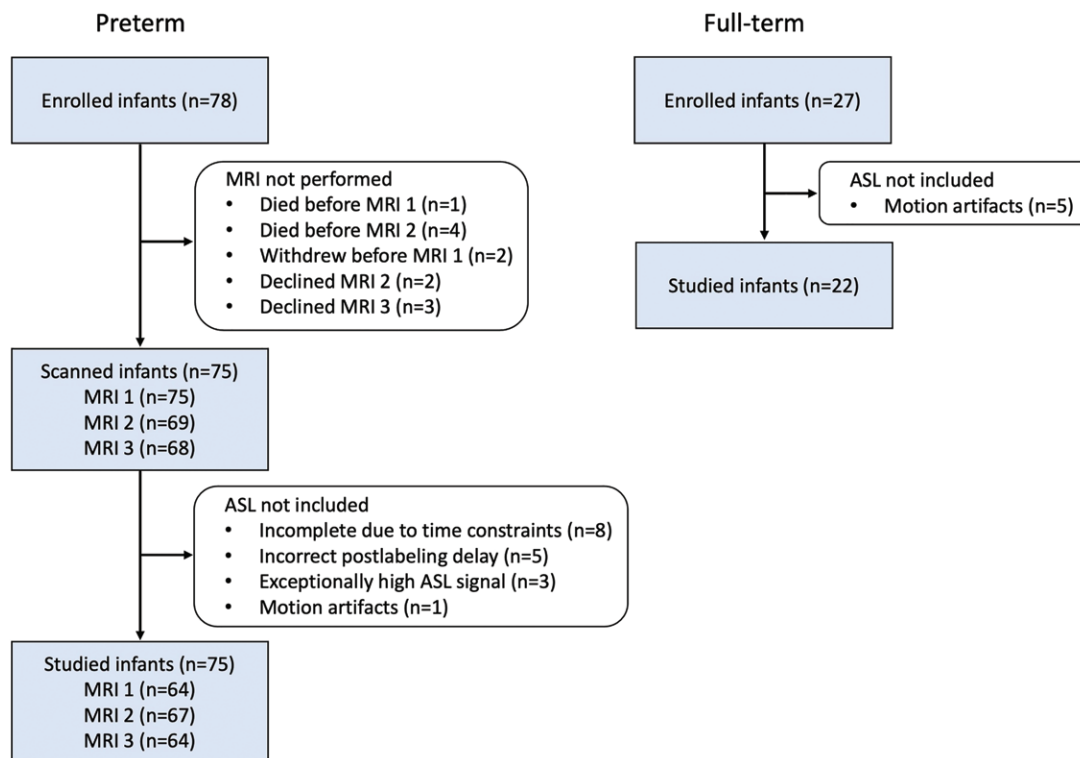 Preterm
Enrolled infants (n=78)
MRI not performed
• Died before MRI 1 (n=1)
• Died before MRI 2 (n=4)
• Withdrew before MRI 1 (n=2)
• Declined MRI 2 (n=2)
• Declined MRI 3 (n=3)
Scanned infants (n=75)
MRI 1 (n=75)
MRI 2 (n=69)
MRI 3 (n=68)
ASL not included
• Incomplete due to time constraints (n=8)
• Incorrect postlabeling delay (n=5)
• Exceptionally high ASL signal (n=3)
• Motion artifacts (n=1)
Studied infants (n=75)
MRI 1 (n=64)
MRI 2 (n=67)
MRI 3 (n=64)
Full-term
Enrolled infants (n=27)
ASL not included
• Motion artifacts (n=5)
Studied infants (n=22)